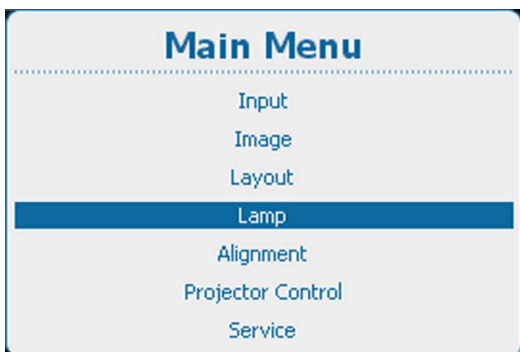 Main Menu
Input
Image
Layout
Lamp
Alignment
Projector Control
Service